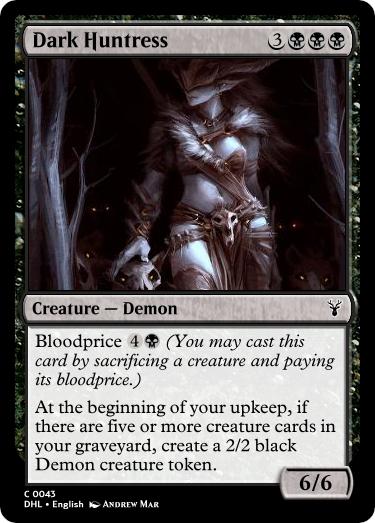 Dark Huntress 3
Creature — Demon
Bloodprice 4 (You may cast this
card by sacrificing a creature and paying
its bloodprice.)
At the beginning of your upkeep, if
there are five or more creature cards in
your graveyard, create a 2/2 black
Demon creature token.
6/6
C 0043
DHL • English Andrew Mar